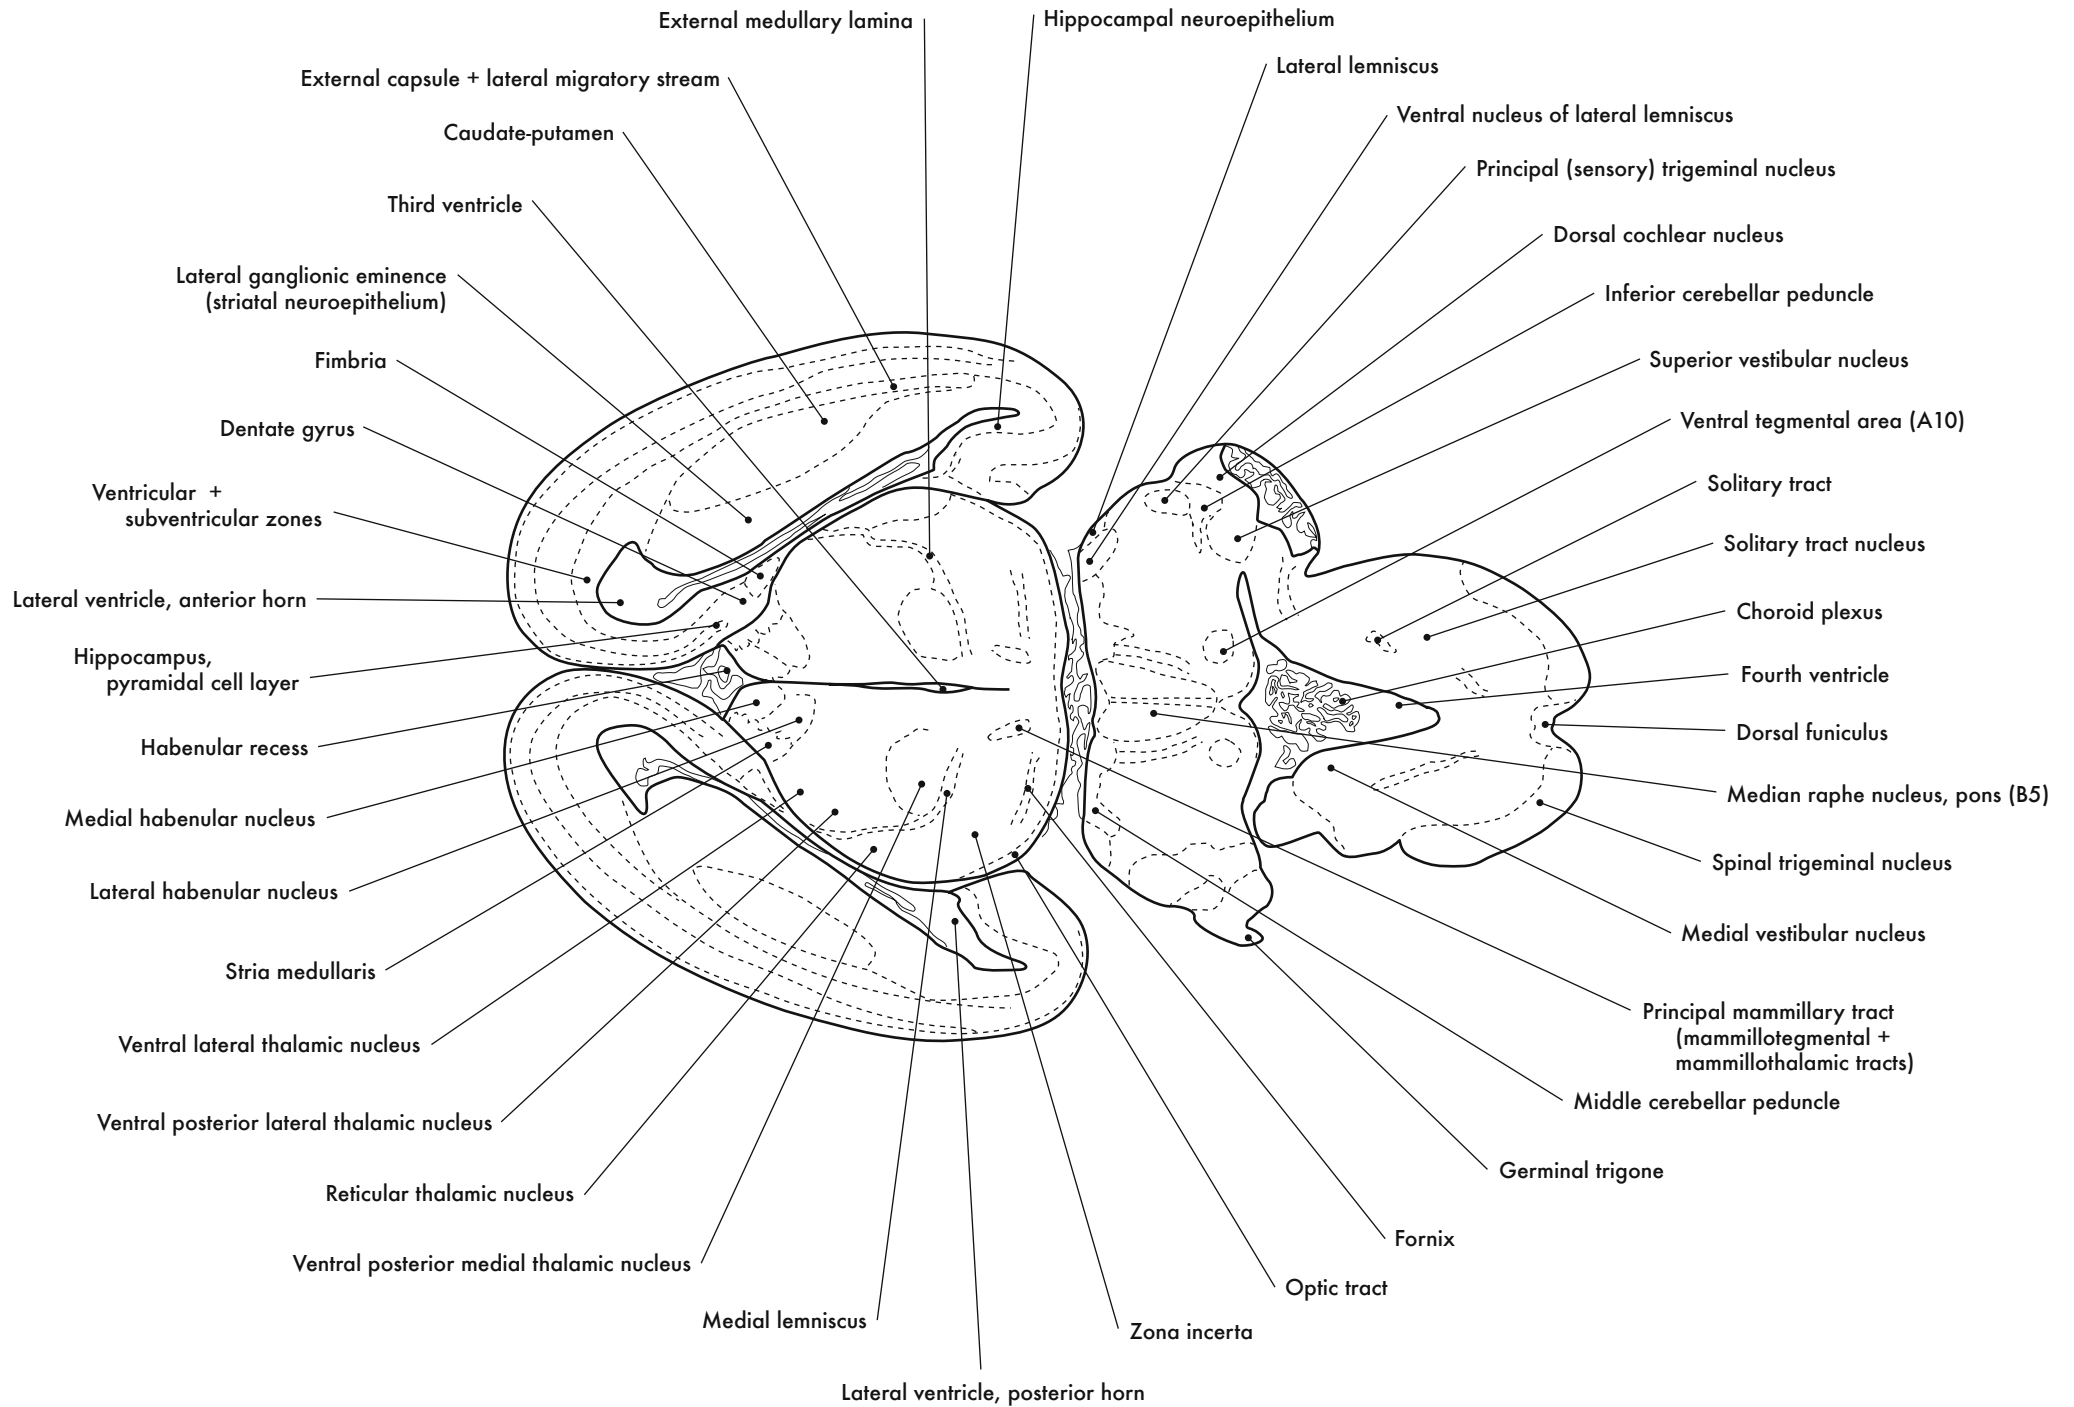 External medullary lamina
External capsule + lateral migratory stream
Caudate-putamen
Third ventricle
Lateral ganglionic eminence
(striatal neuroepithelium)
Fimbria
Dentate gyrus
Ventricular +
subventricular zones
Lateral ventricle, anterior horn
Hippocampus,
pyramidal cell layer
Habenular recess
Medial habenular nucleus
Lateral habenular nucleus
Stria medullaris
Ventral lateral thalamic nucleus
Ventral posterior lateral thalamic nucleus
Reticular thalamic nucleus
Ventral posterior medial thalamic nucleus
Medial lemniscus
Lateral ventricle, posterior horn
Hippocampal neuroepithelium
Lateral lemniscus
Ventral nucleus of lateral lemniscus
Principal (sensory) trigeminal nucleus
Dorsal cochlear nucleus
Inferior cerebellar peduncle
Superior vestibular nucleus
Ventral tegmental area (A10)
Solitary tract
Solitary tract nucleus
Choroid plexus
Fourth ventricle
Dorsal funiculus
Median raphe nucleus, pons (B5)
Spinal trigeminal nucleus
Medial vestibular nucleus
Principal mammillary tract
(mammillotegmental +
mammillothalamic tracts)
Middle cerebellar peduncle
Germinal trigone
Fornix
Optic tract
Zona incerta